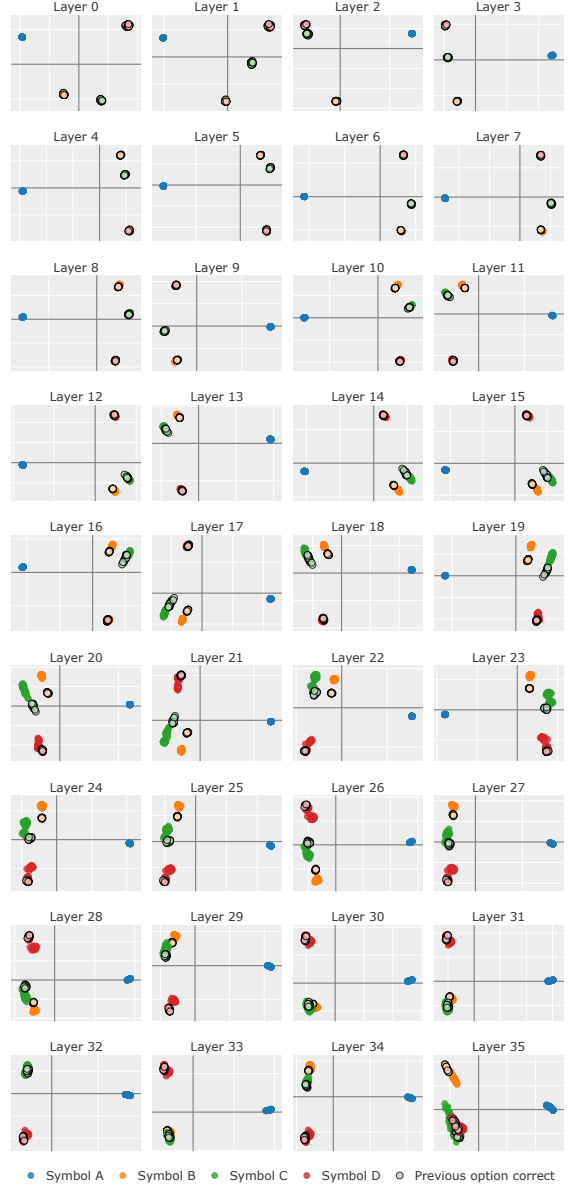 Layer 0 Layer 1 Layer 2 Layer 3
Layer 4 Layer 5 Layer 6 Layer 7
Layer 8 Layer 9 Layer 10 Layer 11
Layer 12 Layer 13 Layer 14 Layer 15
Layer 16 Layer 17 Layer 18 Layer 19
Layer 20 Layer 21 Layer 22 Layer 23
Layer 24 Layer 25 Layer 26 Layer 27
Layer 28 Layer 29 Layer 30 Layer 31
Layer 32 Layer 33 Layer 34 Layer 35
Symbol A Symbol B Symbol C Symbol D Previous option correct